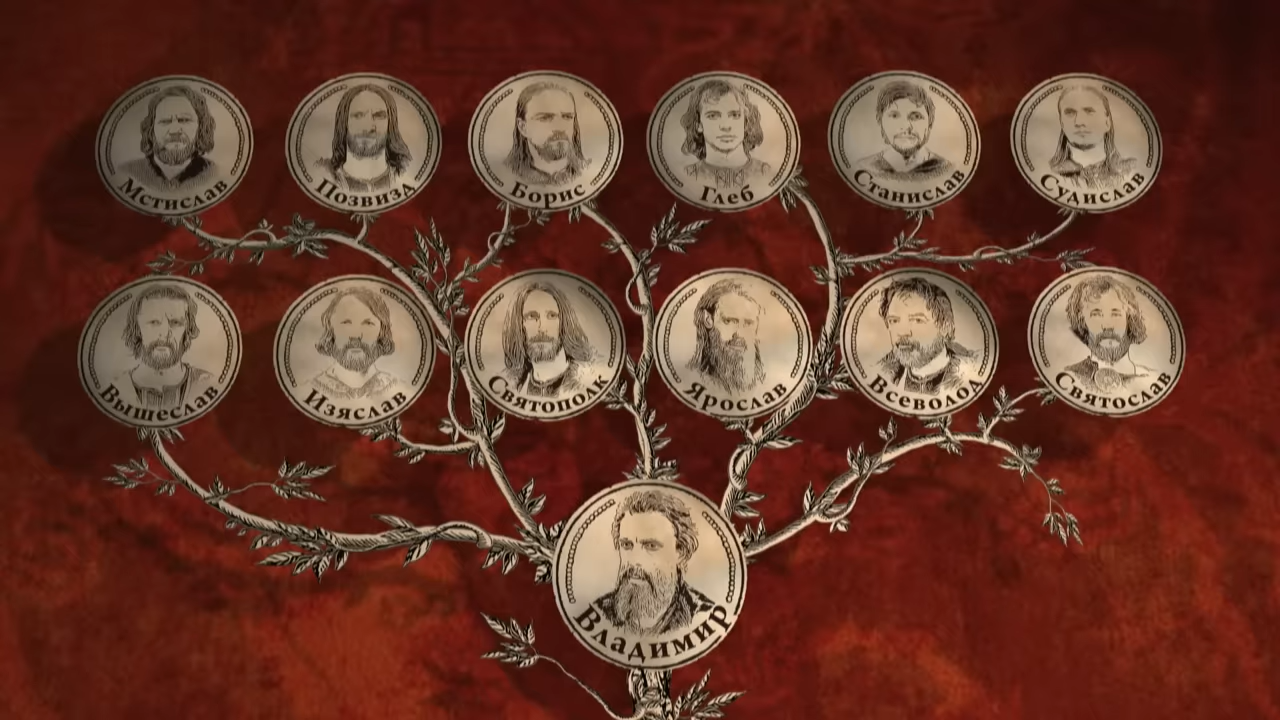 Мстислав
Позвизд
Борис
Глеб
Станислав
Судислав
Вышеслав
Изяслав
Святополк
Ярослав
Всеволод
Святослав
Владимир